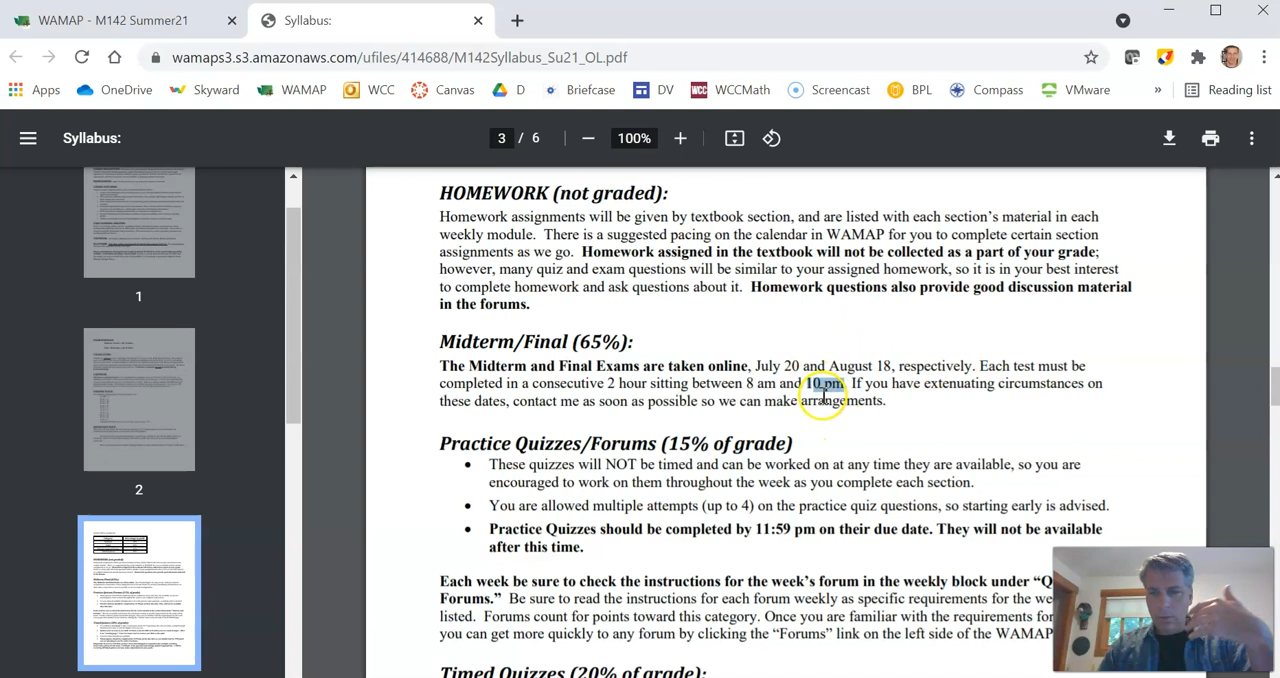 WAMAP - M142 Summer21
Syllabus:
wamaps3.s3.amazonaws.com/ufiles/414688/M142Syllabus_Su21_OL.pdf
Apps OneDrive Skyward WAMAP WCC Canvas D Briefcase DV WCCMath Screencast BPL Compass VMware » Reading list
Syllabus:
3 / 6
100%
1
2
HOMEWORK (not graded):
Homework assignments will be given by textbook section, and are listed with each section's material in each
weekly module. There is a suggested pacing on the calendar in WAMAP for you to complete certain section
assignments as we go. Homework assigned in the textbook will not be collected as a part of your grade;
however, many quiz and exam questions will be similar to your assigned homework, so it is in your best interest
to complete homework and ask questions about it. Homework questions also provide good discussion material
in the forums.
Midterm/Final (65%):
The Midterm and Final Exams are taken online, July 20 and August 18, respectively. Each test must be
completed in a consecutive 2 hour sitting between 8 am and 10 pm. If you have extenuating circumstances on
these dates, contact me as soon as possible so we can make arrangements.
Practice Quizzes/Forums (15% of grade)
• These quizzes will NOT be timed and can be worked on at any time they are available, so you are
encouraged to work on them throughout the week as you complete each section.
• You are allowed multiple attempts (up to 4) on the practice quiz questions, so starting early is advised.
• Practice Quizzes should be completed by 11:59 pm on their due date. They will not be available
after this time.
Each week be sure to check the instructions for the week's forum in the weekly block under "Q
Forums." Be sure to read the instructions for each forum weekly as specific requirements for the we
listed. Forums count for points toward this category. Once you are familiar with the requirements for
you can get more quickly to any forum by clicking the "Forums" link on the left side of the WAMAP
Timed Quizzes (20% of grade):